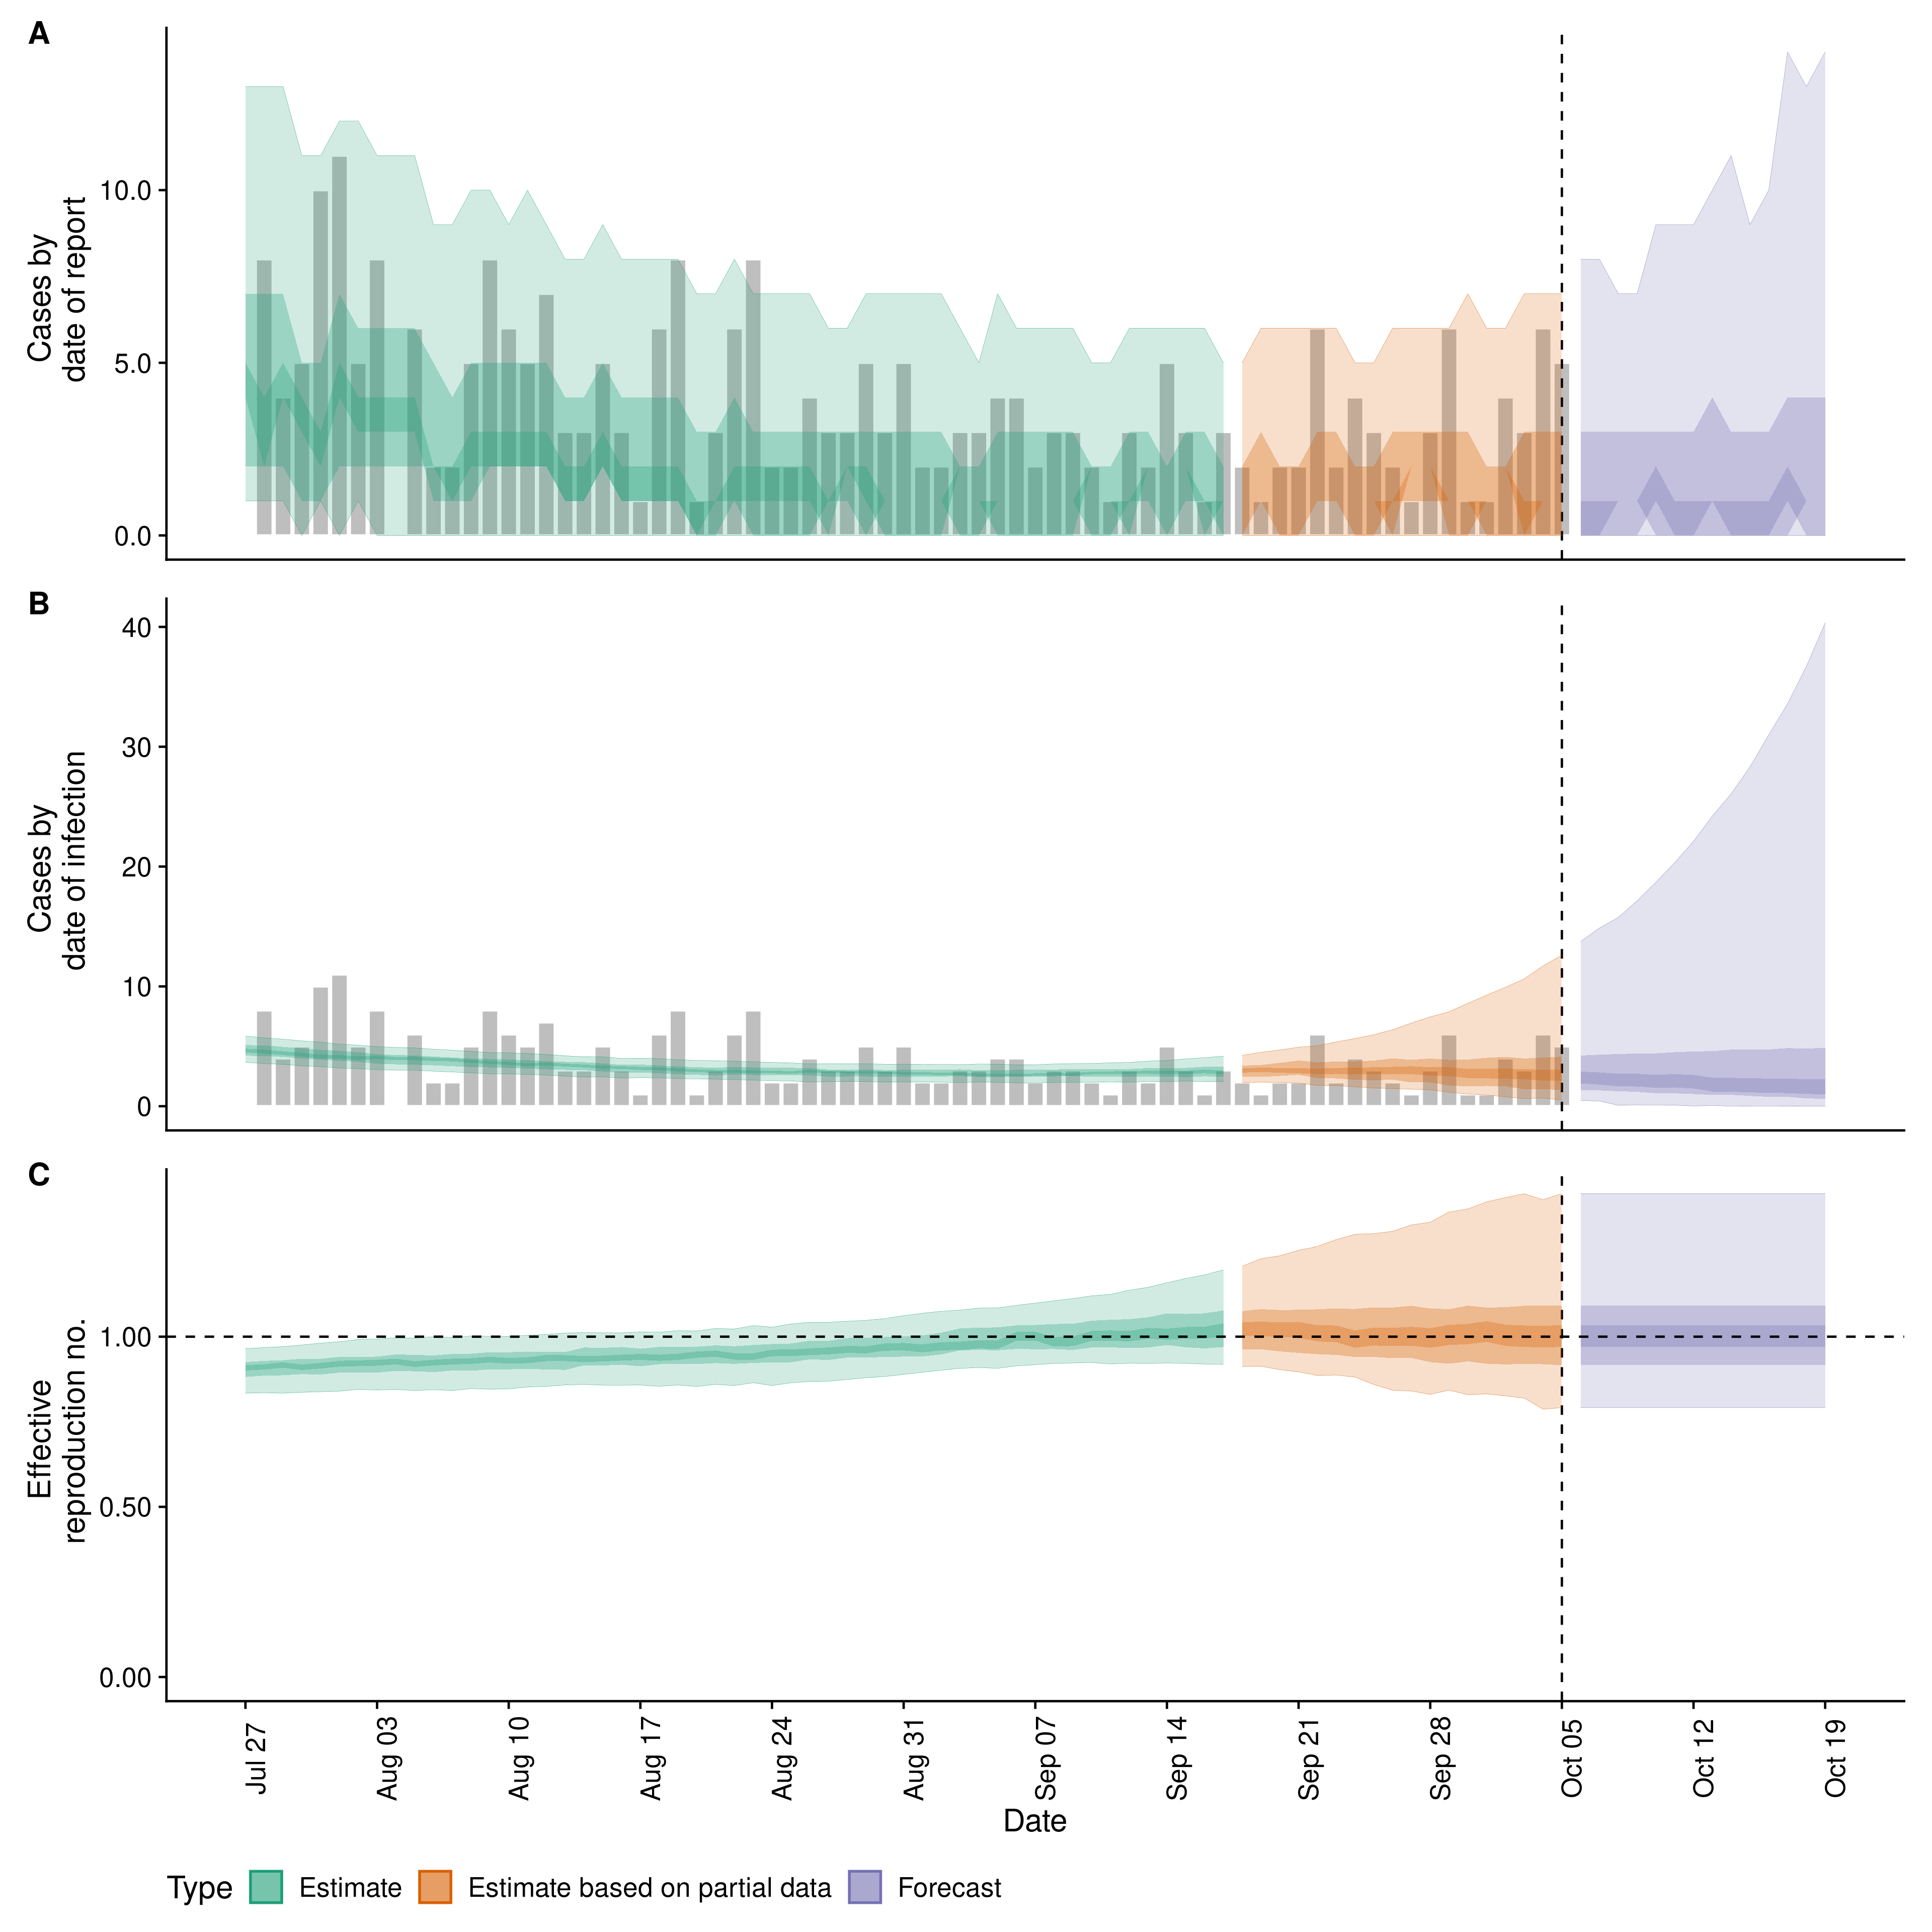 A
Cases by
date of report
10.0
5.0
0.0
B
Cases by
date of infection
40
30
20
10
0
C
Effective
reproduction no.
1.00
0.50
0.00
Jul 27
Aug 03
Aug 10
Aug 17
Aug 24
Aug 31
Sep 07
Sep 14
Sep 21
Sep 28
Oct 05
Oct 12
Oct 19
Date
Type Estimate Estimate based on partial data Forecast